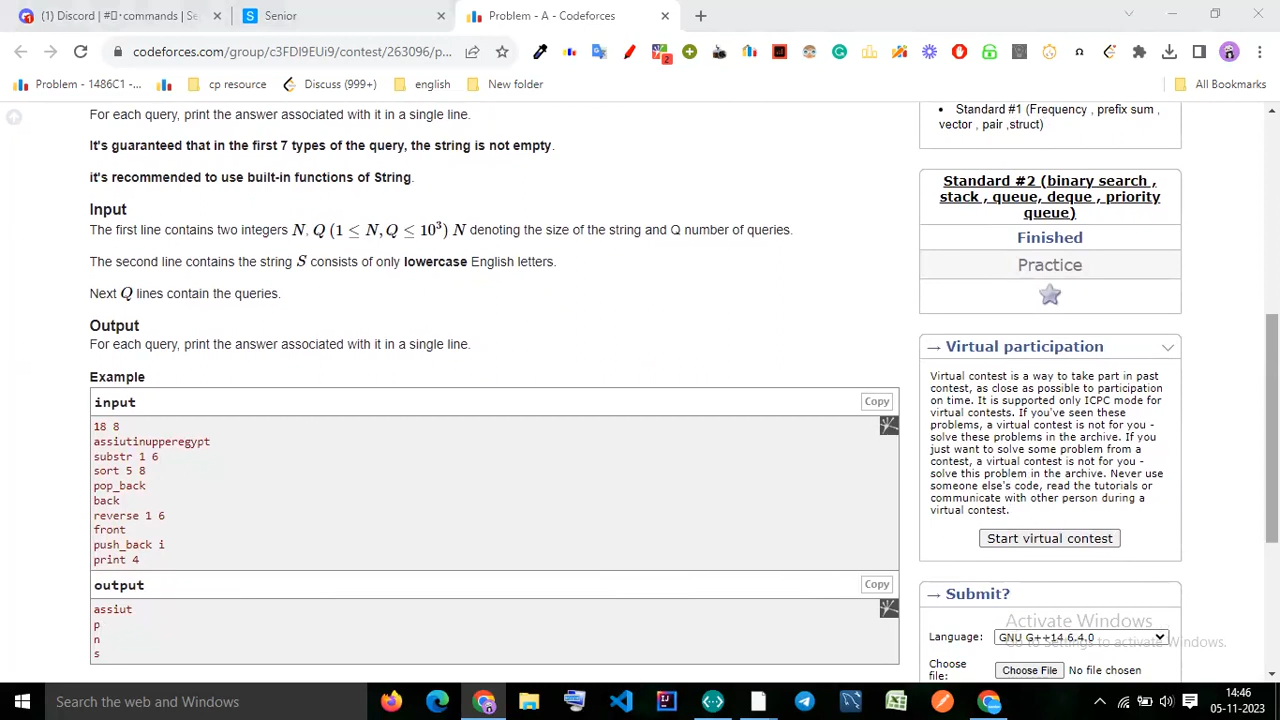 (1) Discord | #🤖・commands | Se
Senior
Problem - A - Codeforces
codeforces.com/group/c3FDI9EUi9/contest/263096/p...
2
Problem - 1486C1 -...
cp resource
Discuss (999+)
english
New folder
All Bookmarks
For each query, print the answer associated with it in a single line.
It's guaranteed that in the first 7 types of the query, the string is not empty.
it's recommended to use built-in functions of String.
Input
The first line contains two integers N, Q (1 ≤ N, Q ≤ 10³) N denoting the size of the string and Q number of queries.
The second line contains the string S consists of only lowercase English letters.
Next Q lines contain the queries.
Output
For each query, print the answer associated with it in a single line.
Example
input
Copy
18 8
assiutinupperegypt
substr 1 6
sort 5 8
pop_back
back
reverse 1 6
front
push_back i
print 4
output
Copy
assiut
p
n
s
• Standard #1 (Frequency , prefix sum ,
vector , pair ,struct)
Standard #2 (binary search ,
stack , queue, deque , priority
queue)
Finished
Practice
→ Virtual participation
Virtual contest is a way to take part in past
contest, as close as possible to participation
on time. It is supported only ICPC mode for
virtual contests. If you've seen these
problems, a virtual contest is not for you -
solve these problems in the archive. If you
just want to solve some problem from a
contest, a virtual contest is not for you -
solve this problem in the archive. Never use
someone else's code, read the tutorials or
communicate with other person during a
virtual contest.
Start virtual contest
→ Submit?
Activate Windows
Go to Settings to activate Windows.
Language:
GNU G++14 6.4.0
Choose
file:
Choose File
No file chosen
Search the web and Windows
14:46
05-11-2023